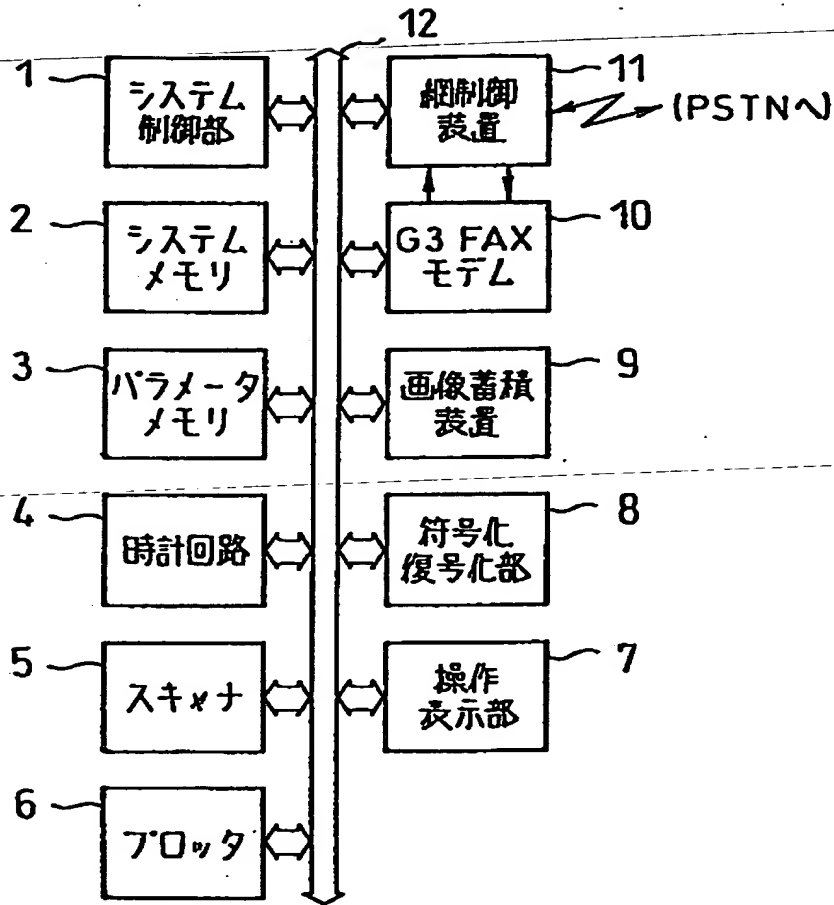 12
1
システム
制御部
11
網制御
装置
(PSTNへ)
2
システム
メモリ
10
G3 FAX
モデム
3
パラメータ
メモリ
9
画像蓄積
装置
4
時計回路
8
符号化
復号化部
5
スキャナ
7
操作
表示部
6
プロッタ